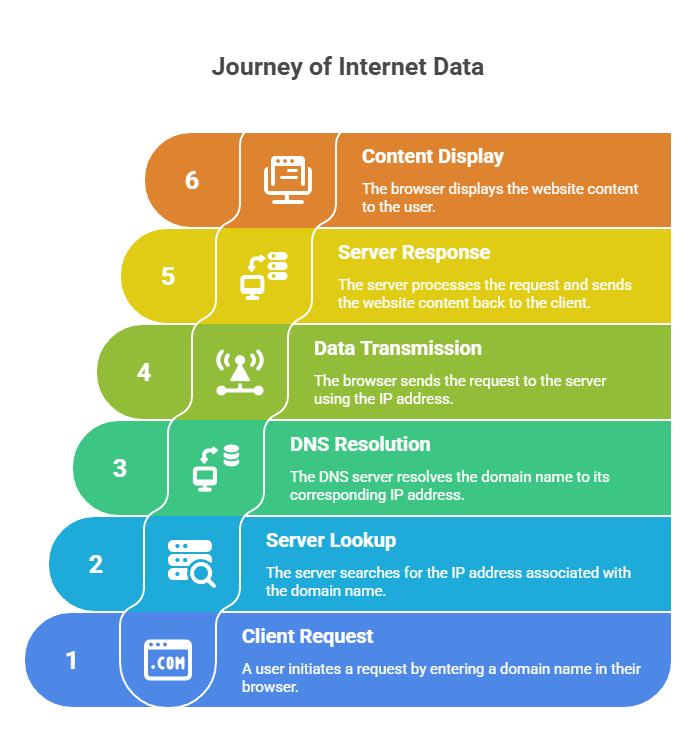 Journey of Internet Data
6
Content Display
The browser displays the website content
to the user.
5
Server Response
The server processes the request and sends
the website content back to the client.
4
Data Transmission
The browser sends the request to the server
using the IP address.
3
DNS Resolution
The DNS server resolves the domain name to its
corresponding IP address.
2
Server Lookup
The server searches for the IP address associated with
the domain name.
1
.COM
Client Request
A user initiates a request by entering a domain name in their
browser.